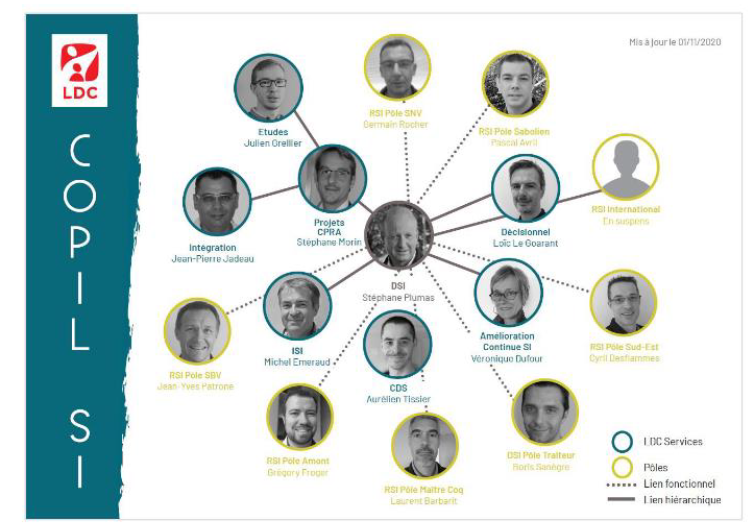 LDC
COPIL SI
Mis à jour le 01/11/2020
RSI Pôle SNV
Germain Rocher
RSI Pôle Sabolien
Pascal Avril
Etudes
Julien Grellier
RSI International
En suspens
Projets
CPRA
Stéphane Morin
Décisionnel
Loïc Le Goarant
Intégration
Jean-Pierre Jadeau
DSI
Stéphane Plumas
Amelioration
Continue SI
Véronique Dufour
RSI Pôle Sud-Est
Cyril Deshammes
ISI
Michel Emeraud
RSI Pôle SBV
Jean-Yves Patrone
CDS
Aurélien Tissier
RSI Pôle Amont
Grégory Froger
DSI Pôle Traiteur
Boris Sanègre
RSI Pôle Maître Coq
Laurent Barbarit
LDC Services
Pôles
Lien fonctionnel
Lien hiérarchique